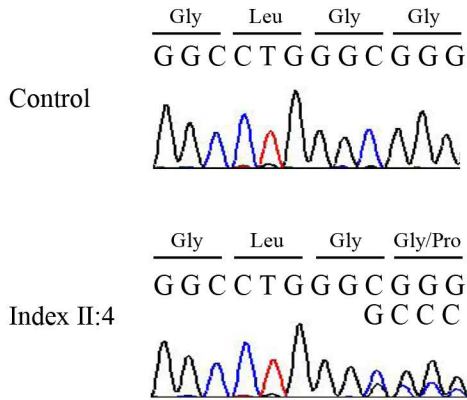 Gly Leu Gly Gly
G G C C T G G G C G G G
Control
Gly Leu Gly Gly/Pro
G G C C T G G G C G G G
G C C C
Index II:4